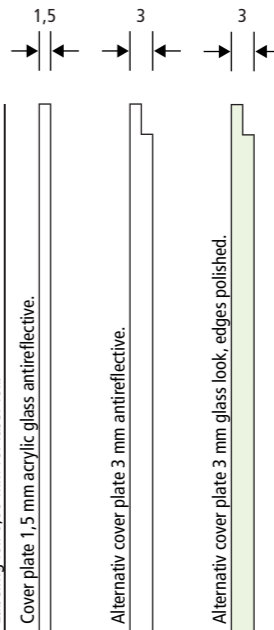 1,5
3
3
Cover plate 1,5 mm acrylic glass antireflective.
Alternativ cover plate 3 mm antireflective.
Alternativ cover plate 3 mm glass look, edges polished.